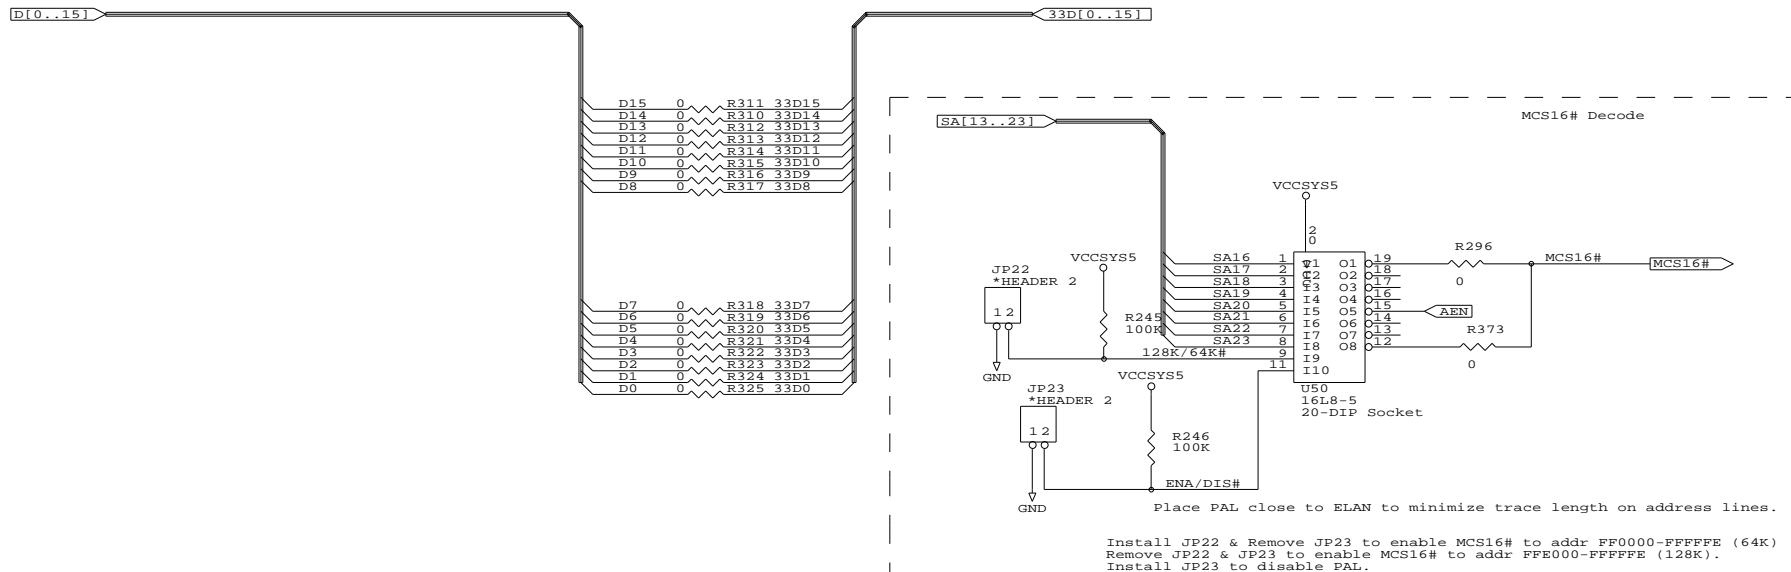 D[0..15]
33D[0..15]
D15 0 R311 33D15
D14 0 R310 33D14
D13 0 R312 33D13
D12 0 R313 33D12
D11 0 R314 33D11
D10 0 R315 33D10
D9 0 R316 33D9
D8 0 R317 33D8
D7 0 R318 33D7
D6 0 R319 33D6
D5 0 R320 33D5
D4 0 R321 33D4
D3 0 R322 33D3
D2 0 R323 33D2
D1 0 R324 33D1
D0 0 R325 33D0
MCS16# Decode
SA[13..23]
VCCSYS5
20
VCC
SA16 1 I1 O1 19
SA17 2 I2 O2 18
SA18 3 I3 O3 17
SA19 4 I4 O4 16
SA20 5 I5 O5 15 AEN
SA21 6 I6 O6 14
SA22 7 I7 O7 13
SA23 8 I8 O8 12
128K/64K# 9 I9
11 I10
U50
16L8-5
20-DIP Socket
R296
0
MCS16#
MCS16#
R373
0
JP22
*HEADER 2
1 2
GND
VCCSYS5
R245
100K
JP23
*HEADER 2
1 2
GND
VCCSYS5
R246
100K
ENA/DIS#
Place PAL close to ELAN to minimize trace length on address lines.
Install JP22 & Remove JP23 to enable MCS16# to addr FF0000-FFFFFE (64K)
Remove JP22 & JP23 to enable MCS16# to addr FFE000-FFFFFE (128K).
Install JP23 to disable PAL.